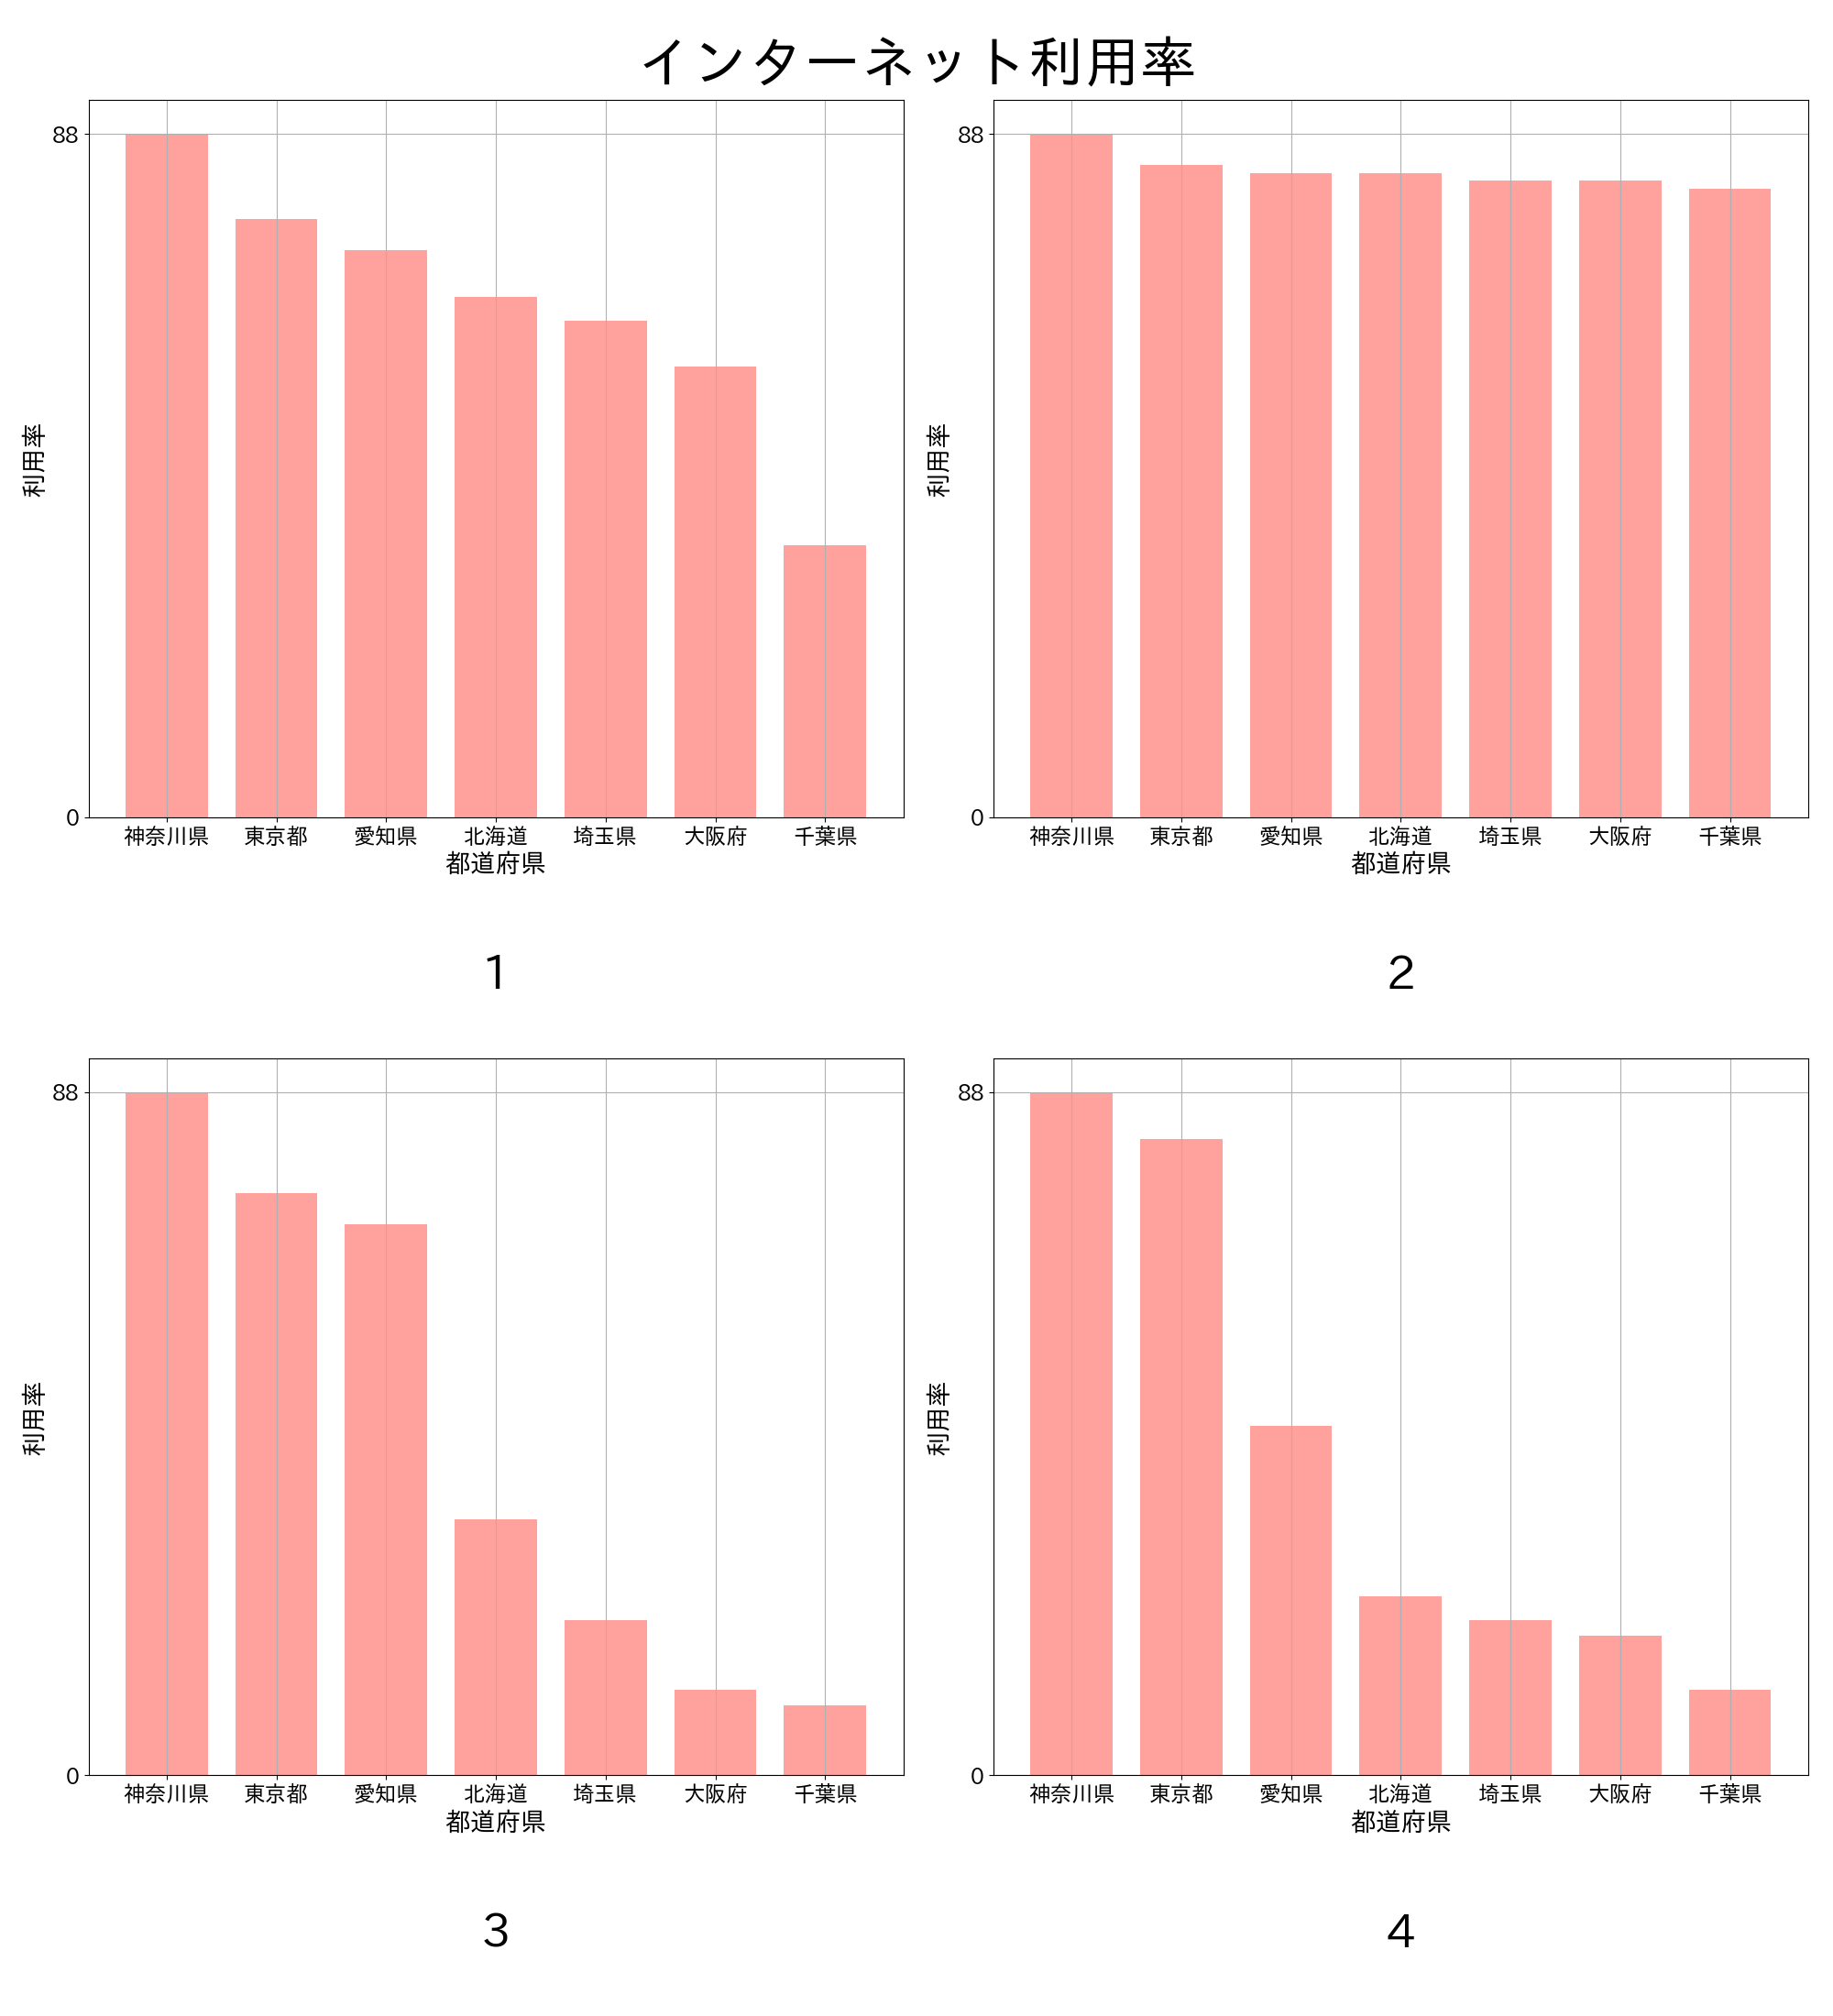 インターネット利用率
88
0
利用率
神奈川県 東京都 愛知県 北海道 埼玉県 大阪府 千葉県
都道府県
1
88
0
利用率
神奈川県 東京都 愛知県 北海道 埼玉県 大阪府 千葉県
都道府県
2
88
0
利用率
神奈川県 東京都 愛知県 北海道 埼玉県 大阪府 千葉県
都道府県
3
88
0
利用率
神奈川県 東京都 愛知県 北海道 埼玉県 大阪府 千葉県
都道府県
4